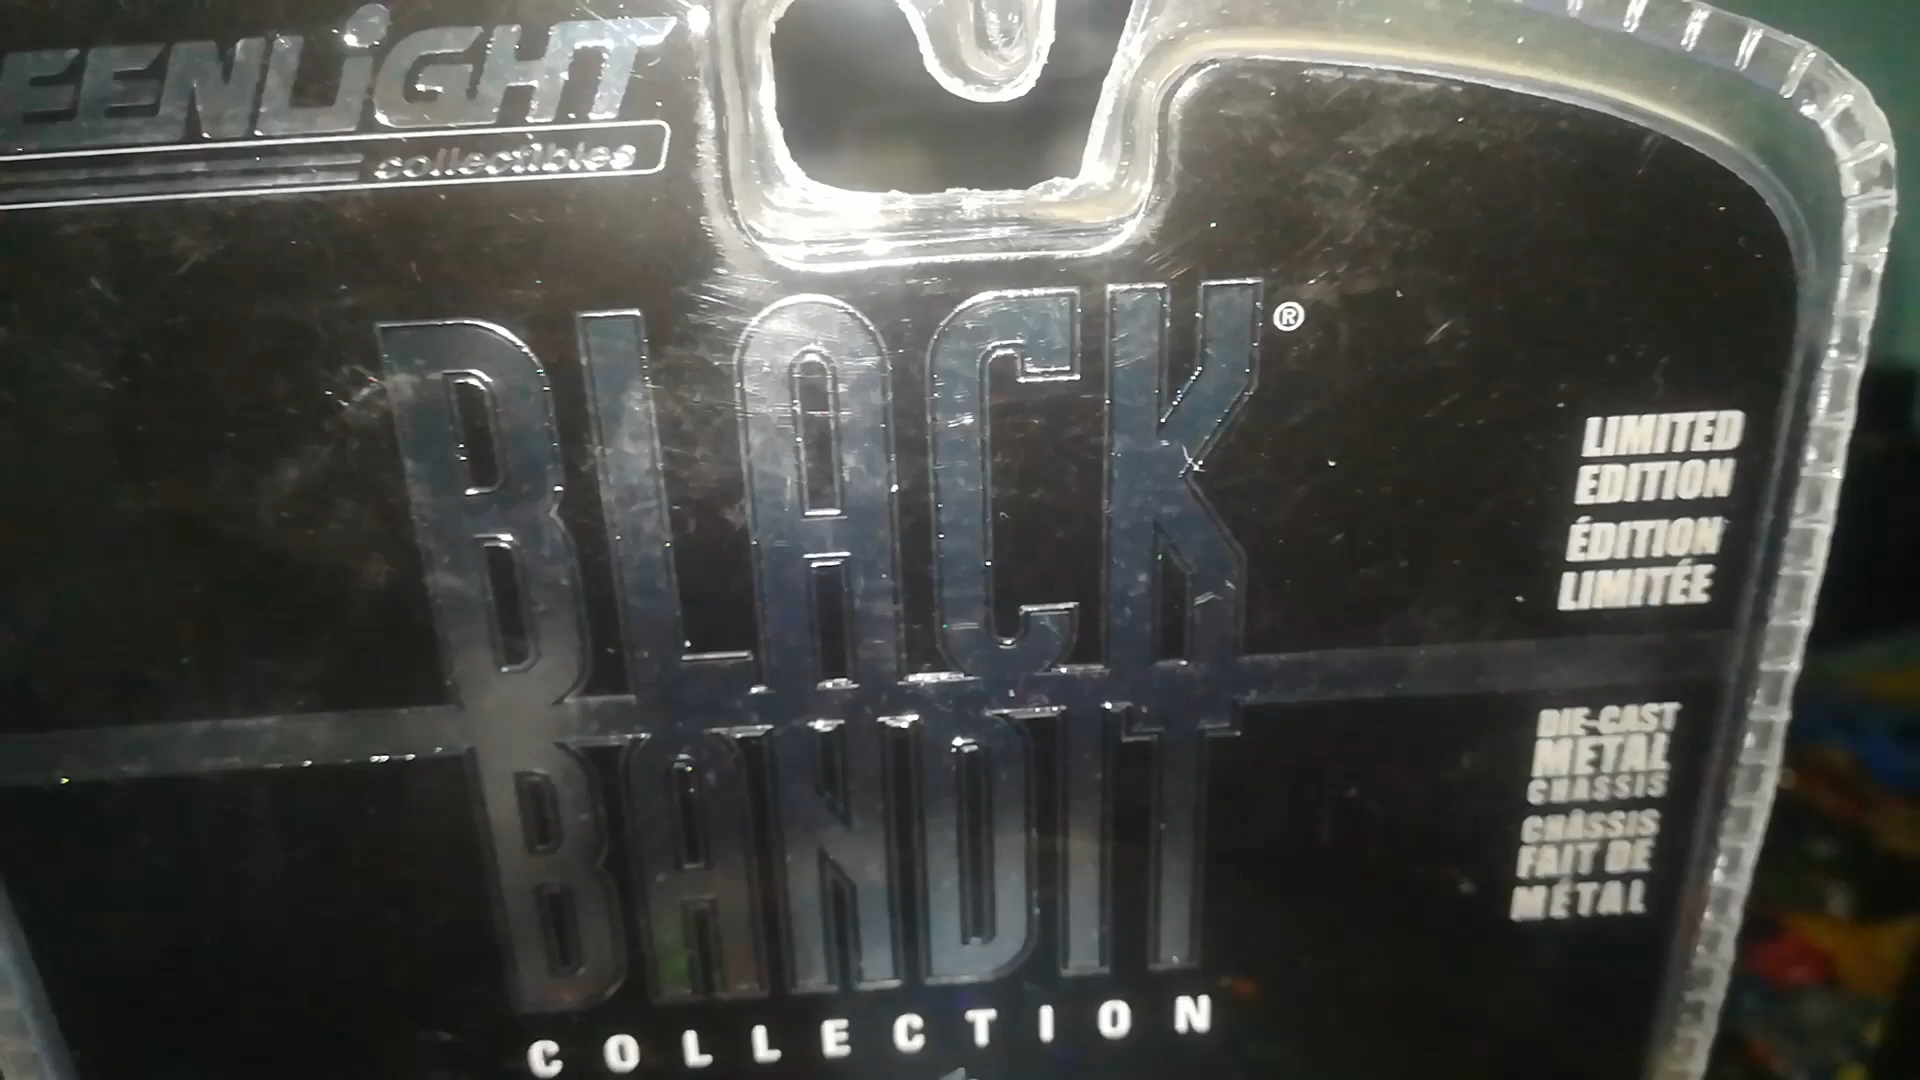 EENLiGHT
collectibles
BLACK®
BANDIT
COLLECTION
LIMITED
EDITION
ÉDITION
LIMITÉE
DIE-CAST
METAL
CHASSIS
CHÂSSIS
FAIT DE
MÉTAL